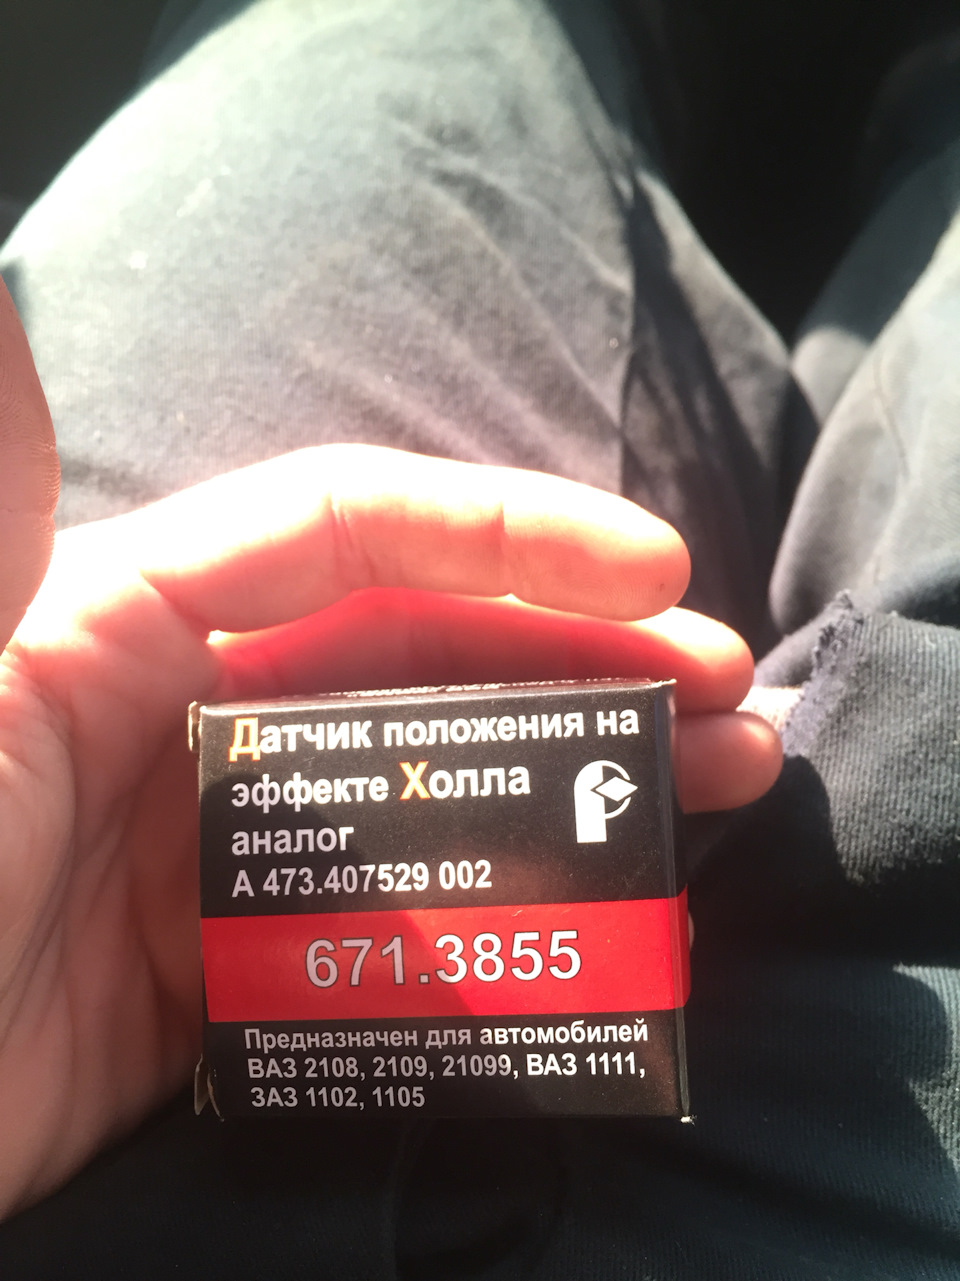 Датчик положения на
эффекте Холла
аналог
А 473.407529 002
671.3855
Предназначен для автомобилей
ВАЗ 2108, 2109, 21099, ВАЗ 1111,
ЗАЗ 1102, 1105